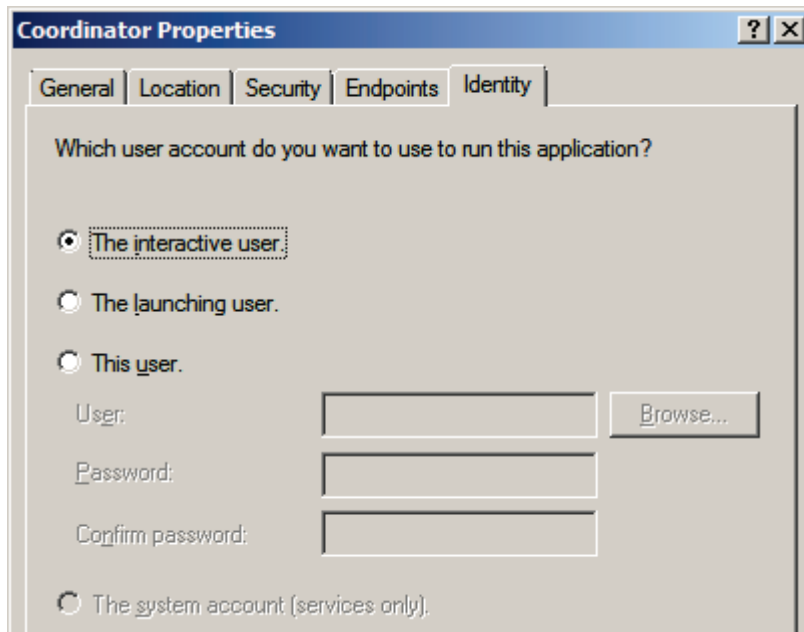 Coordinator Properties
General Location Security Endpoints Identity
Which user account do you want to use to run this application?
The interactive user.
The launching user.
This user.
User: Browse...
Password:
Confirm password:
The system account (services only).